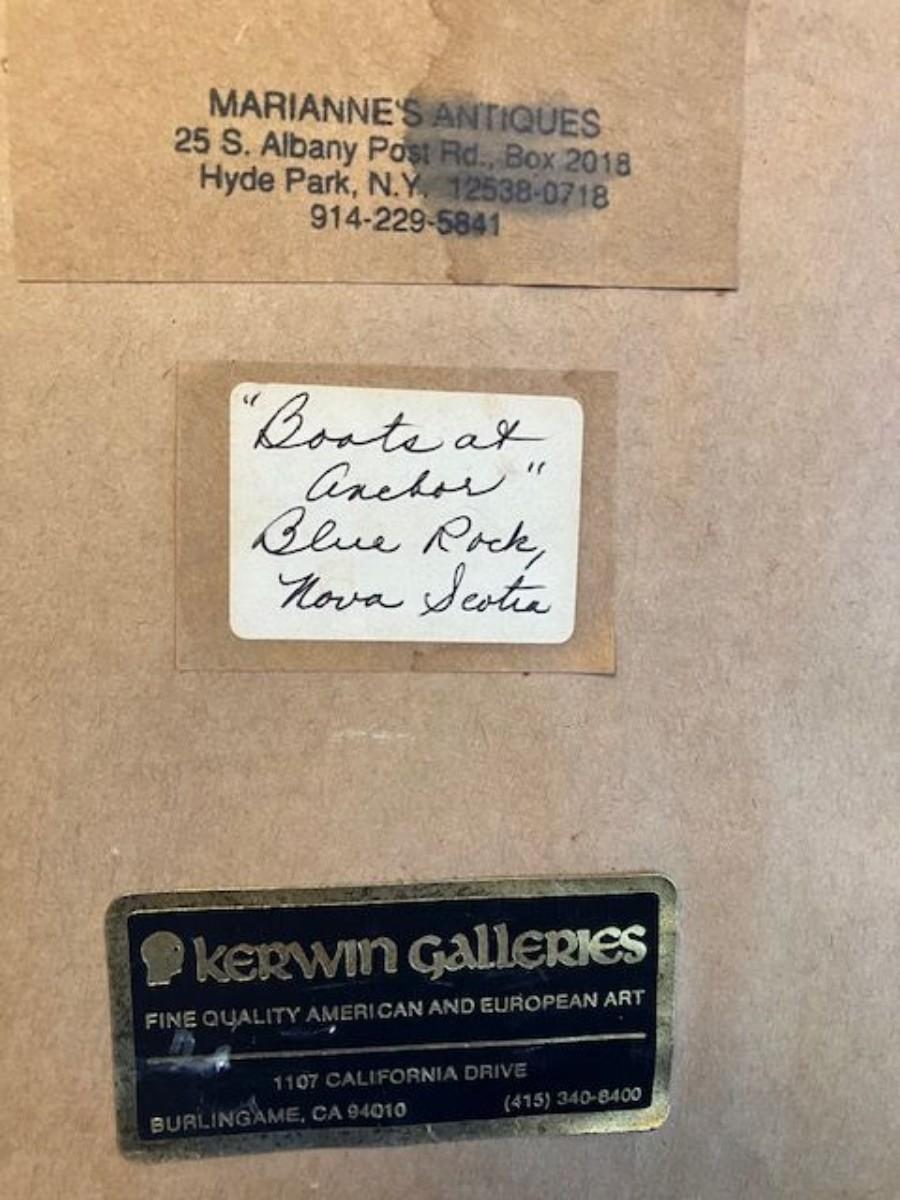 MARIANNE'S ANTIQUES
25 S. Albany Post Rd., Box 2018
Hyde Park, N.Y. 12538-0718
914-229-5841
"Boats at
Anchor"
Blue Rock,
Nova Scotia
KERWIN GALLERIES
FINE QUALITY AMERICAN AND EUROPEAN ART
1107 CALIFORNIA DRIVE
BURLINGAME, CA 94010 (415) 340-8400